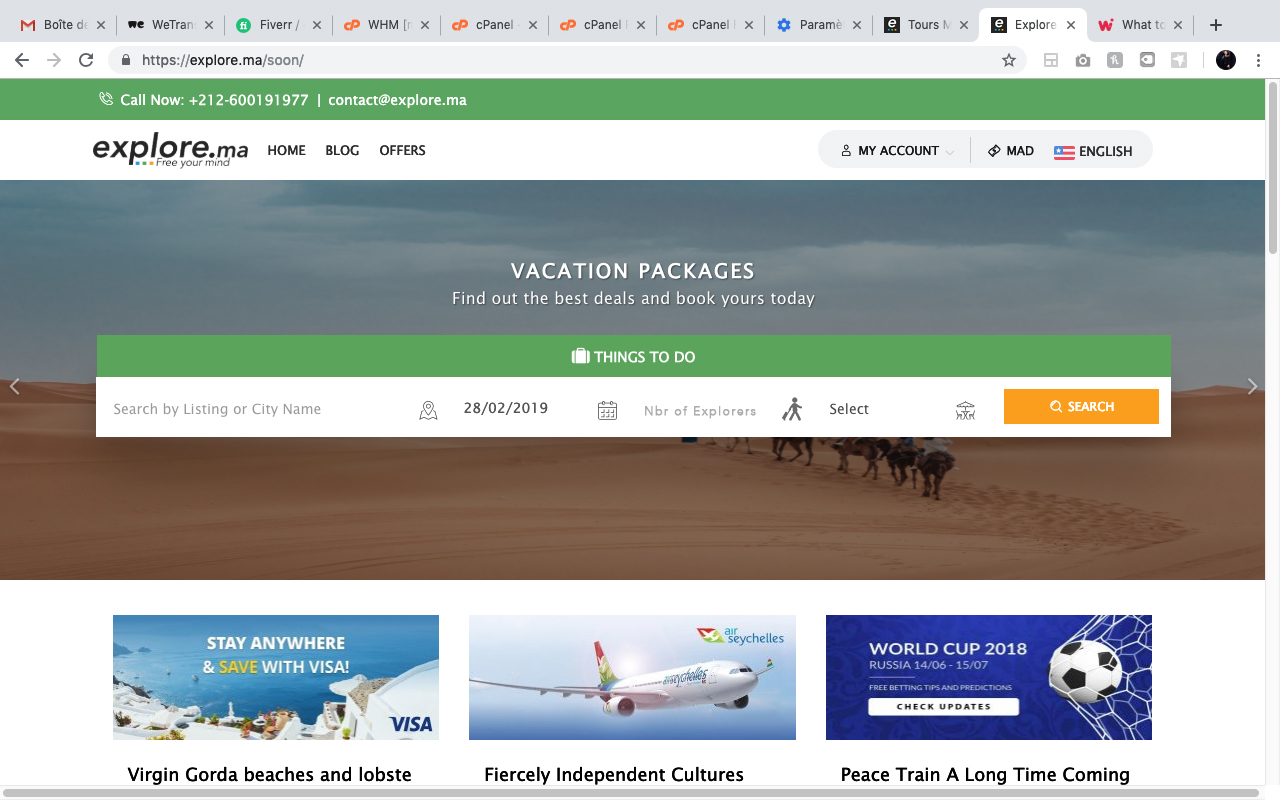 Boîte de
WeTran
Fiverr /
WHM [r
cPanel
cPanel
cPanel
Paramè
Tours M
Explore
What to
https://explore.ma/soon/
Call Now: +212-600191977 | contact@explore.ma
explore.ma
Free your mind
HOME BLOG OFFERS
MY ACCOUNT MAD ENGLISH
VACATION PACKAGES
Find out the best deals and book yours today
THINGS TO DO
Search by Listing or City Name 28/02/2019 Nbr of Explorers Select SEARCH
STAY ANYWHERE
& SAVE WITH VISA!
VISA
air
seychelles
airseychelles
WORLD CUP 2018
RUSSIA 14/06 - 15/07
FREE BETTING TIPS AND PREDICTIONS
CHECK UPDATES
Virgin Gorda beaches and lobste
Fiercely Independent Cultures
Peace Train A Long Time Coming